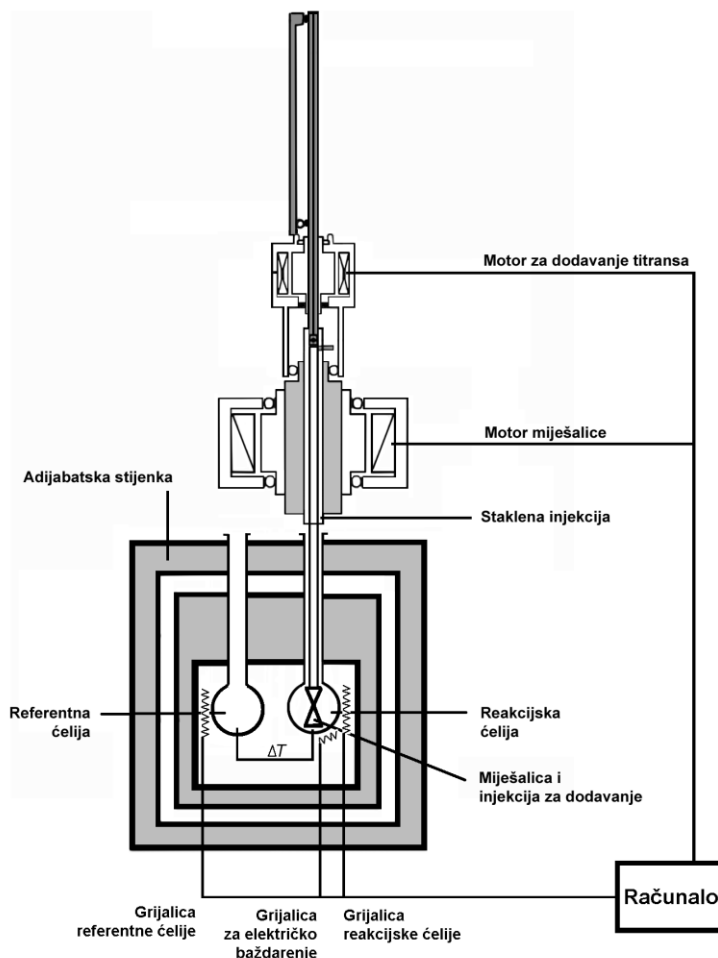 Motor za dodavanje titransa
Motor miješalice
Adijabatska stijenka
Staklena injekcija
Referentna
ćelija
Reakcijska
ćelija
ΔT
Miješalica i
injekcija za dodavanje
Računalo
Grijalica
referentne ćelije
Grijalica
za električko
baždarenje
Grijalica
reakcijske ćelije